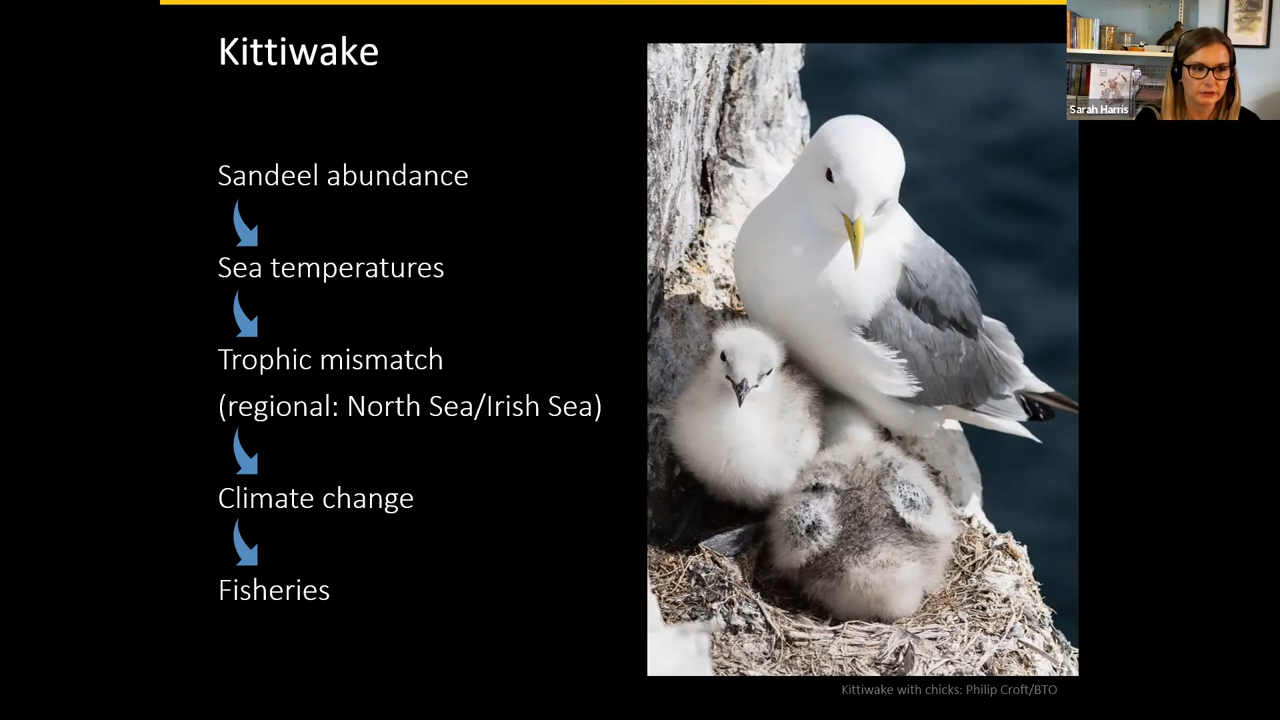 Kittiwake
Sarah Harris
Sandeel abundance
Sea temperatures
Trophic mismatch
(regional: North Sea/Irish Sea)
Climate change
Fisheries
Kittiwake with chicks: Philip Croft/BTO